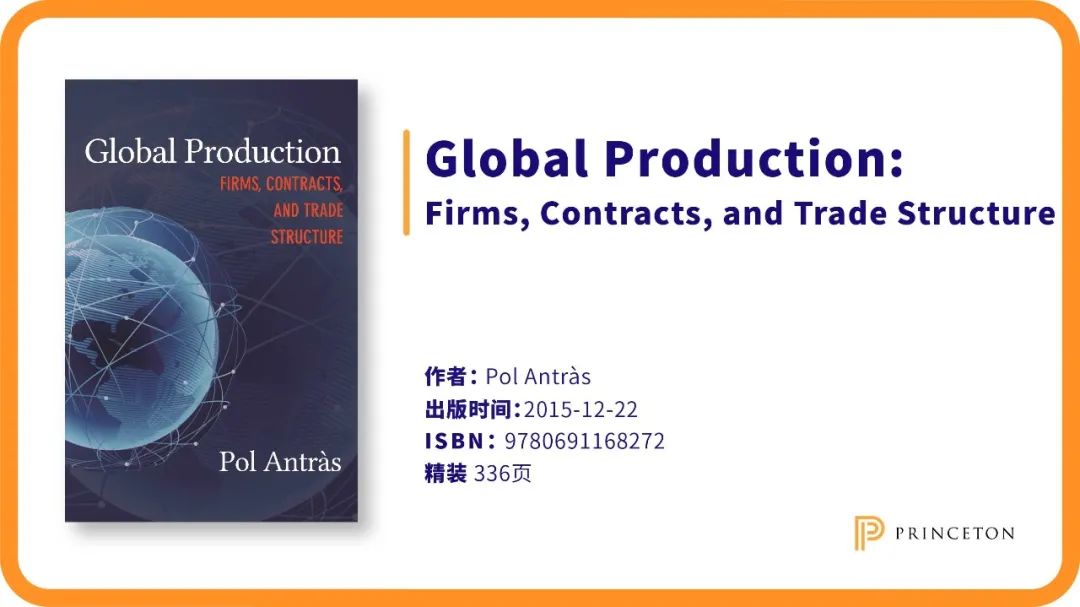 Global Production
FIRMS, CONTRACTS,
AND TRADE
STRUCTURE
Pol Antràs
Global Production:
Firms, Contracts, and Trade Structure
作者：Pol Antràs
出版时间：2015-12-22
ISBN：9780691168272
精装 336页
PRINCETON